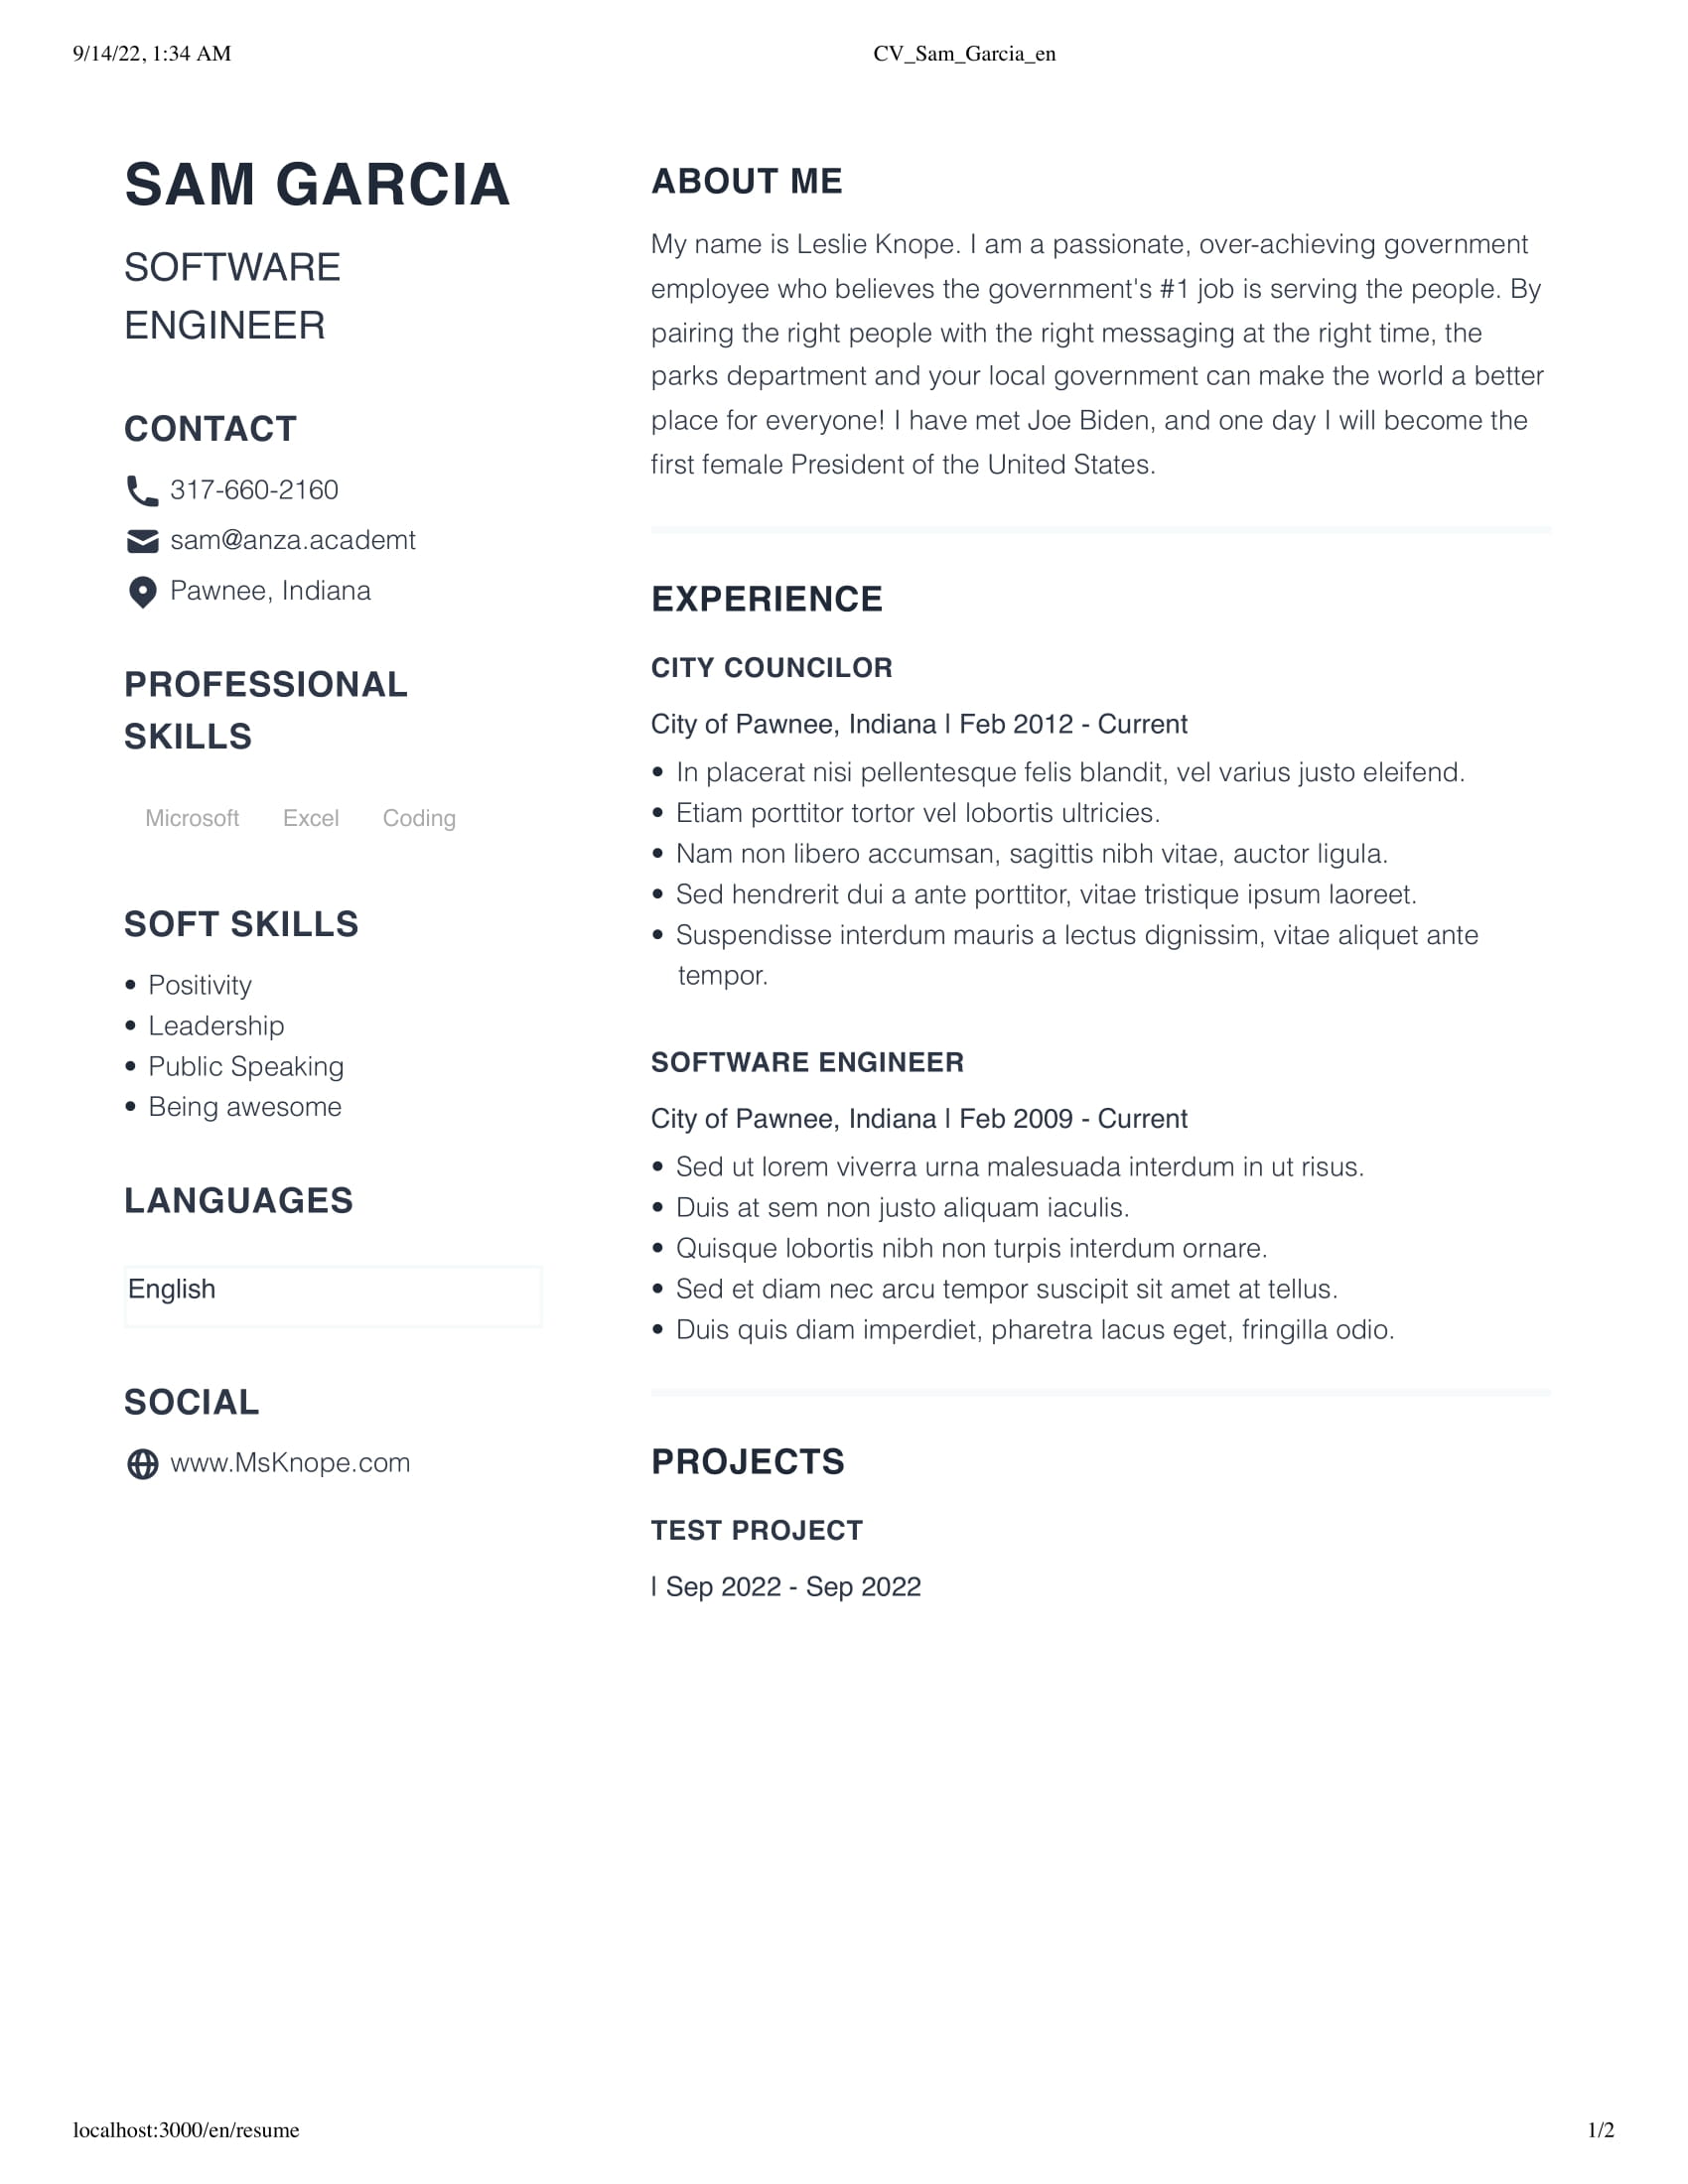 9/14/22, 1:34 AM
CV_Sam_Garcia_en
SAM GARCIA
SOFTWARE
ENGINEER
CONTACT
317-660-2160
sam@anza.academt
Pawnee, Indiana
PROFESSIONAL
SKILLS
Microsoft Excel Coding
SOFT SKILLS
• Positivity
• Leadership
• Public Speaking
• Being awesome
LANGUAGES
English
SOCIAL
www.MsKnope.com
ABOUT ME
My name is Leslie Knope. I am a passionate, over-achieving government
employee who believes the government's #1 job is serving the people. By
pairing the right people with the right messaging at the right time, the
parks department and your local government can make the world a better
place for everyone! I have met Joe Biden, and one day I will become the
first female President of the United States.
EXPERIENCE
CITY COUNCILOR
City of Pawnee, Indiana | Feb 2012 - Current
• In placerat nisi pellentesque felis blandit, vel varius justo eleifend.
• Etiam porttitor tortor vel lobortis ultricies.
• Nam non libero accumsan, sagittis nibh vitae, auctor ligula.
• Sed hendrerit dui a ante porttitor, vitae tristique ipsum laoreet.
• Suspendisse interdum mauris a lectus dignissim, vitae aliquet ante
tempor.
SOFTWARE ENGINEER
City of Pawnee, Indiana | Feb 2009 - Current
• Sed ut lorem viverra urna malesuada interdum in ut risus.
• Duis at sem non justo aliquam iaculis.
• Quisque lobortis nibh non turpis interdum ornare.
• Sed et diam nec arcu tempor suscipit sit amet at tellus.
• Duis quis diam imperdiet, pharetra lacus eget, fringilla odio.
PROJECTS
TEST PROJECT
| Sep 2022 - Sep 2022
localhost:3000/en/resume
1/2